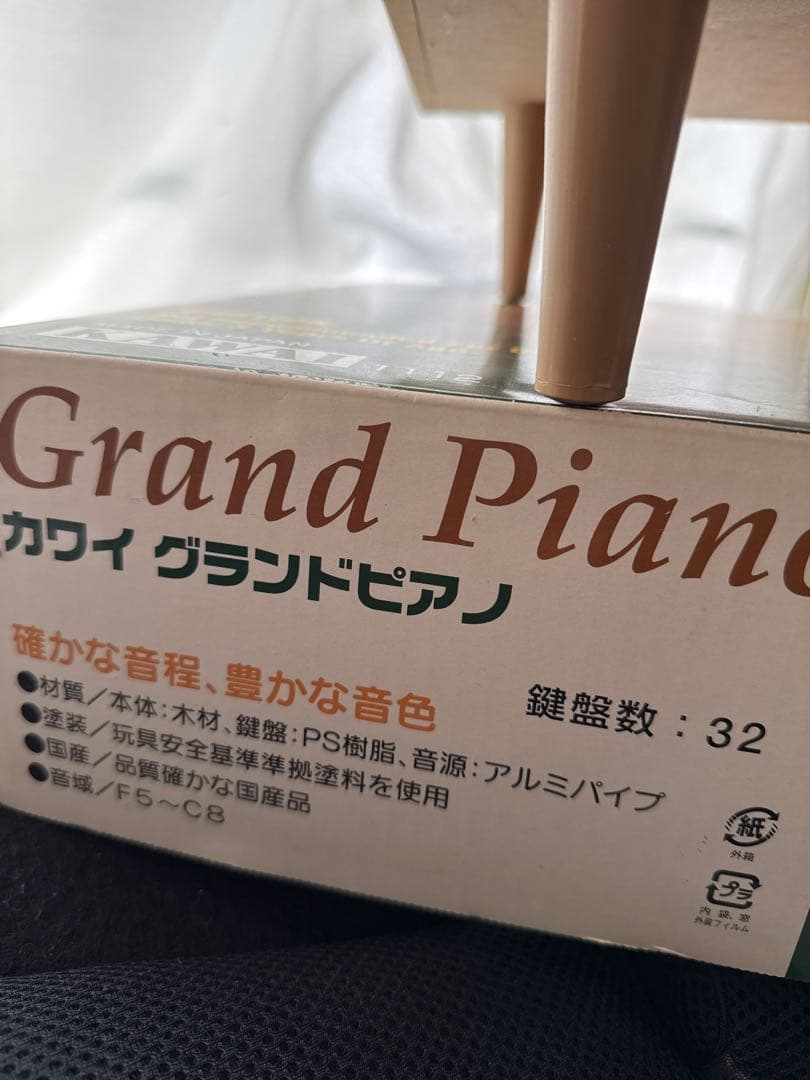 KAWAI
1112
Grand Piano
カワイ グランドピアノ
確かな音程、豊かな音色
鍵盤数：32
●材質／本体：木材、鍵盤：PS樹脂、音源：アルミパイプ
●塗装／玩具安全基準準拠塗料を使用
●国産／品質確かな国産品
●音域／F5～C8
紙
外箱
プラ
内 袋、窓
外装フィルム